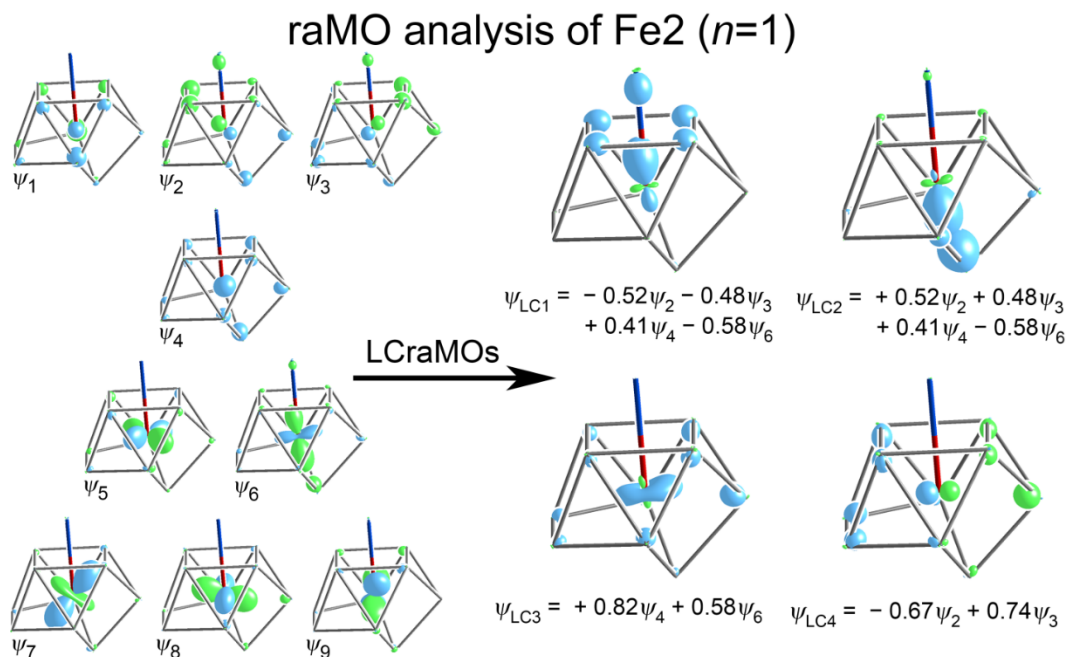 raMO analysis of Fe2 (n=1)
ψ1
ψ2
ψ3
ψ4
ψ5
ψ6
ψ7
ψ8
ψ9
LCraMOs
ψLC1 = − 0.52ψ2 − 0.48ψ3
+ 0.41ψ4 − 0.58ψ6
ψLC2 = + 0.52ψ2 + 0.48ψ3
+ 0.41ψ4 − 0.58ψ6
ψLC3 = + 0.82ψ4 + 0.58ψ6
ψLC4 = − 0.67ψ2 + 0.74ψ3